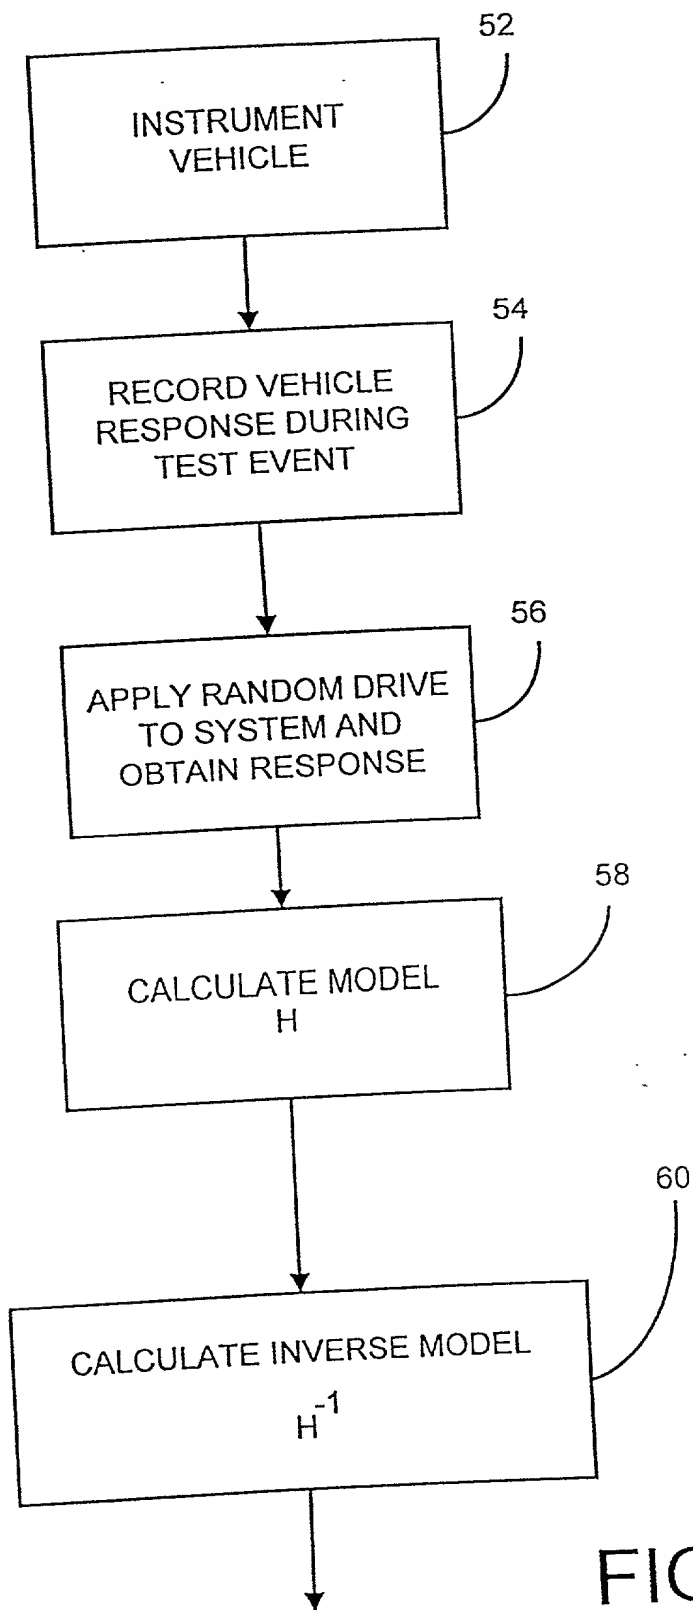 52
INSTRUMENT
VEHICLE
54
RECORD VEHICLE
RESPONSE DURING
TEST EVENT
56
APPLY RANDOM DRIVE
TO SYSTEM AND
OBTAIN RESPONSE
58
CALCULATE MODEL
H
60
CALCULATE INVERSE MODEL
H-1